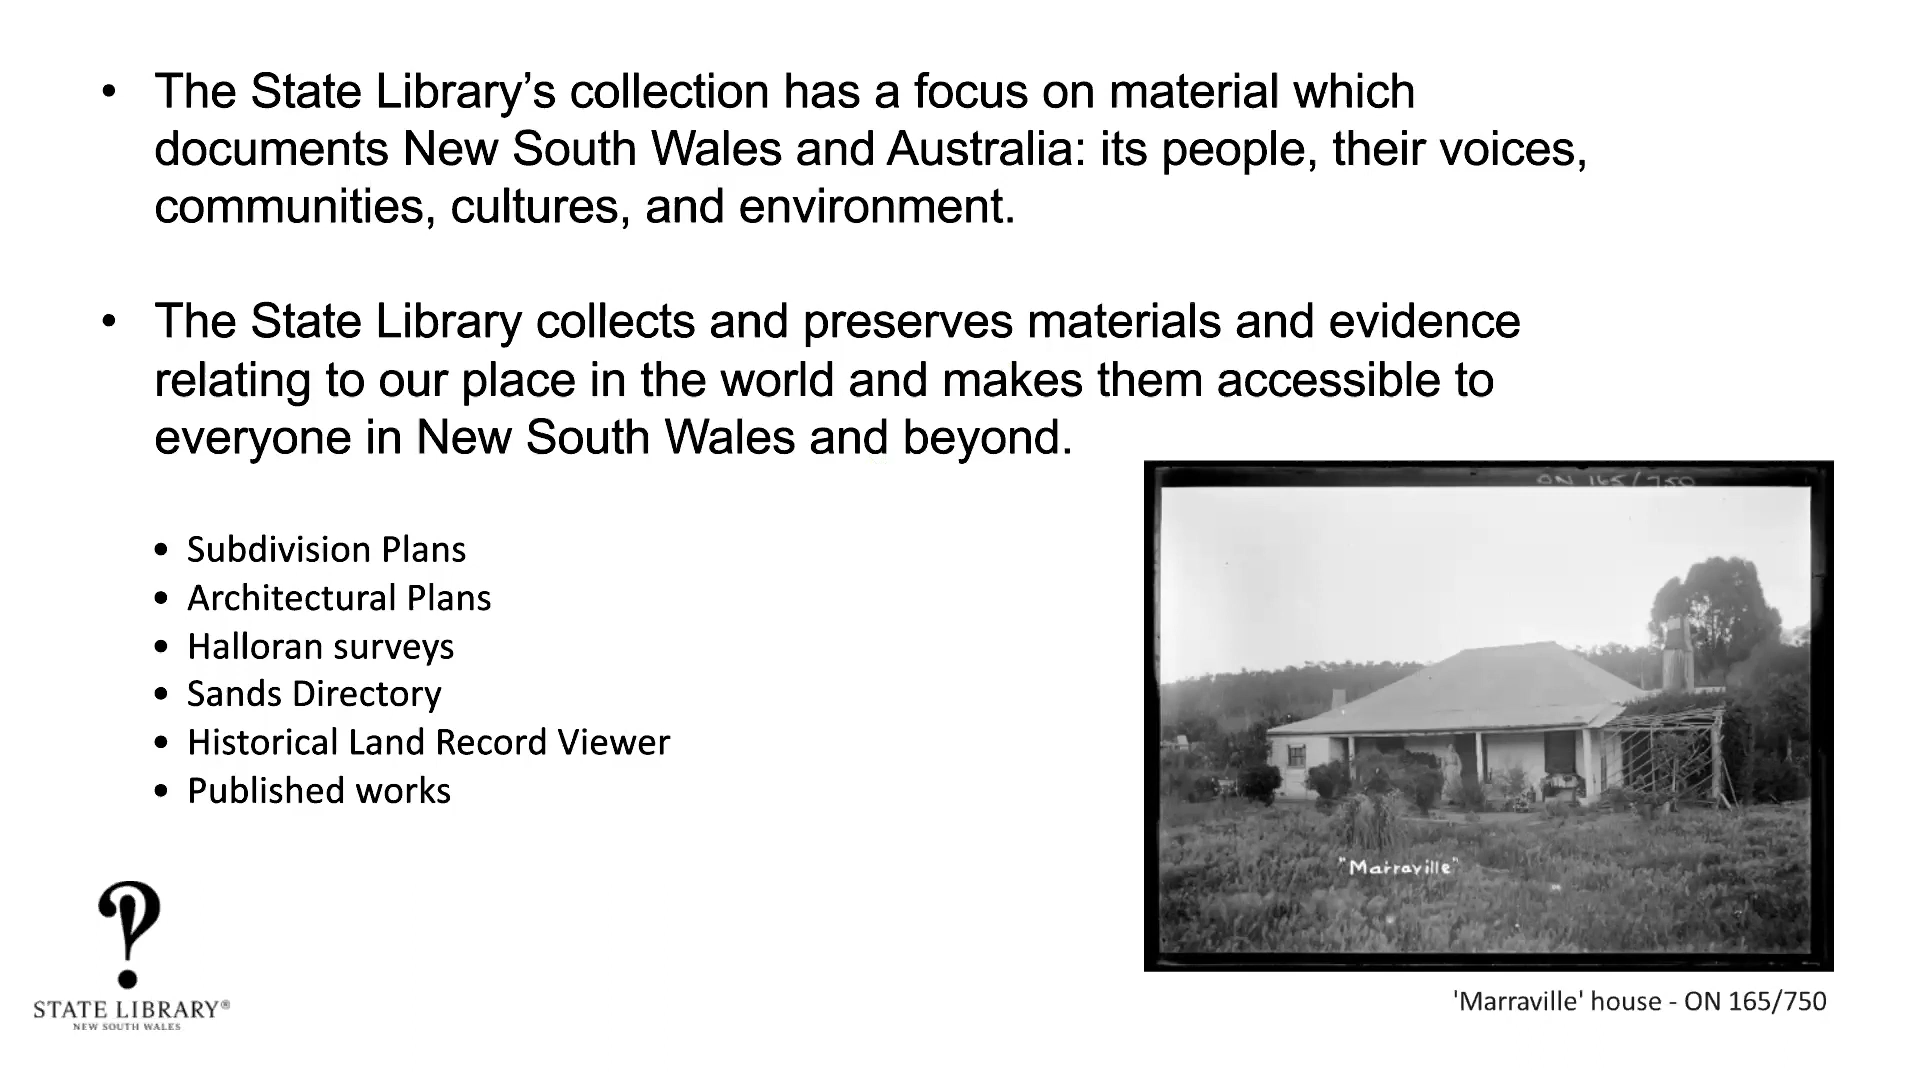 • The State Library’s collection has a focus on material which
documents New South Wales and Australia: its people, their voices,
communities, cultures, and environment.
• The State Library collects and preserves materials and evidence
relating to our place in the world and makes them accessible to
everyone in New South Wales and beyond.
• Subdivision Plans
• Architectural Plans
• Halloran surveys
• Sands Directory
• Historical Land Record Viewer
• Published works
ON 165/750
"Marraville"
'Marraville' house - ON 165/750
STATE LIBRARY®
NEW SOUTH WALES